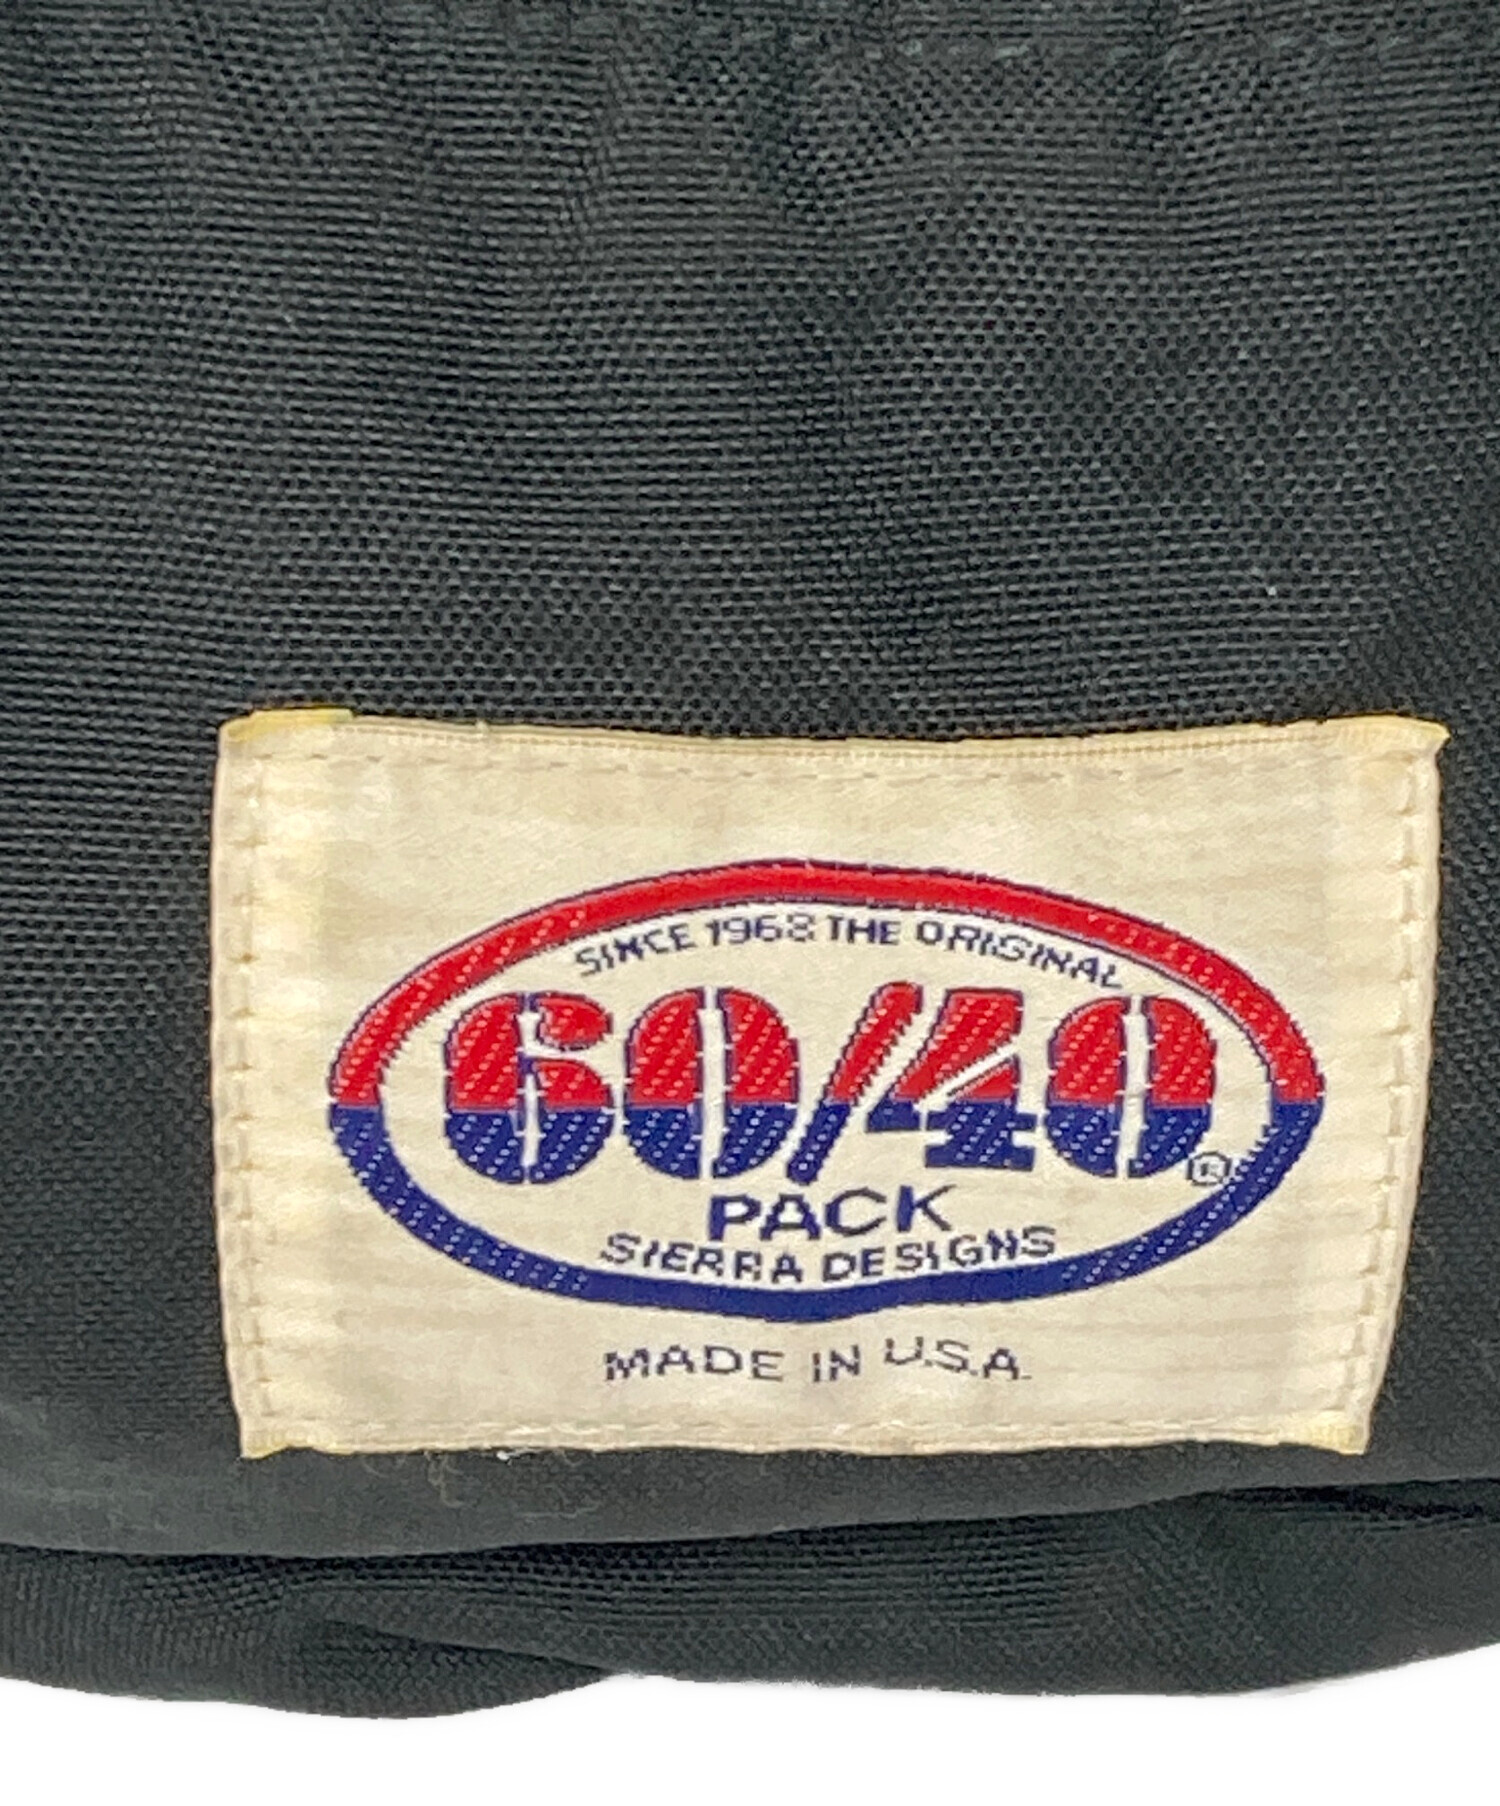 SINCE 1968 THE ORIGINAL
60/40®
PACK
SIERRA DESIGNS
MADE IN U.S.A.